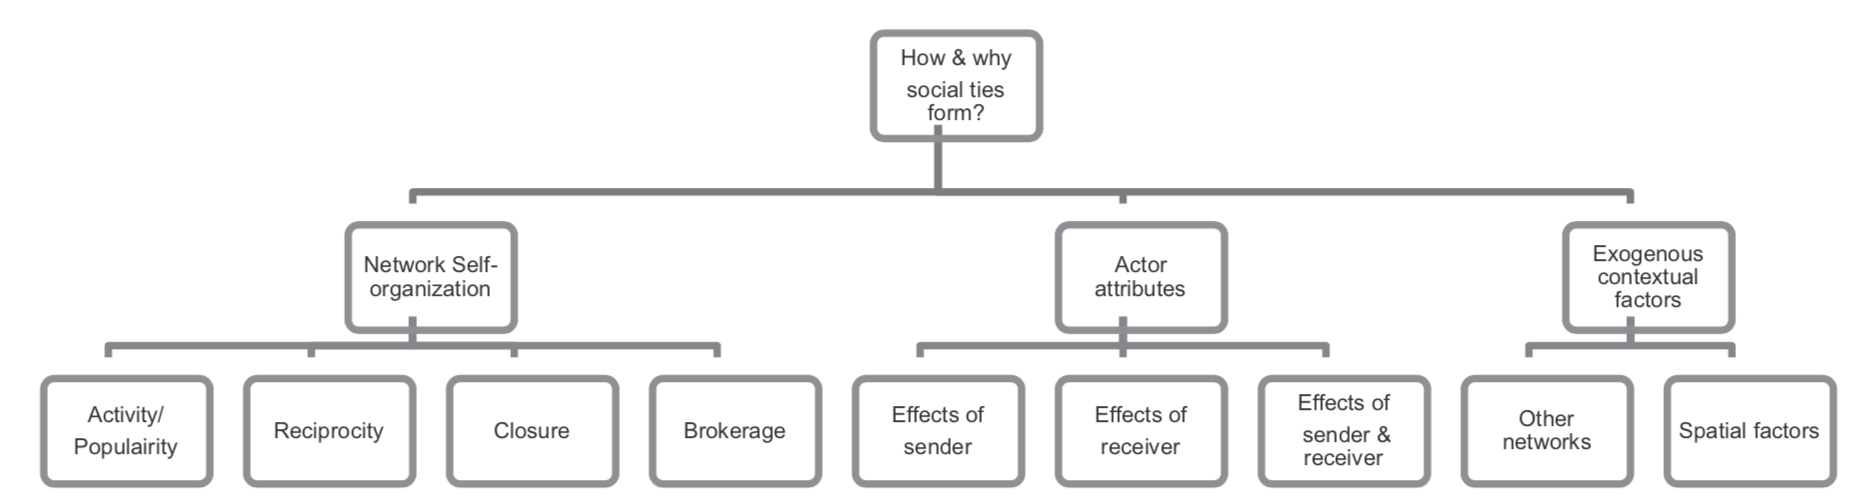 How & why
social ties
form?
Network Self-
organization
Actor
attributes
Exogenous
contextual
factors
Activity/
Populairity
Reciprocity
Closure
Brokerage
Effects of
sender
Effects of
receiver
Effects of
sender &
receiver
Other
networks
Spatial factors